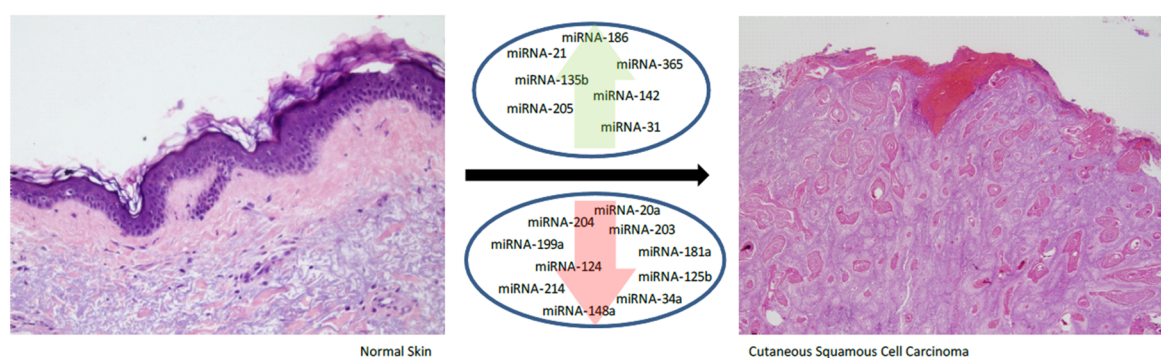 miRNA-186
miRNA-21
miRNA-365
miRNA-135b
miRNA-142
miRNA-205
miRNA-31
miRNA-20a
miRNA-204
miRNA-203
miRNA-199a
miRNA-181a
miRNA-124
miRNA-125b
miRNA-214
miRNA-34a
miRNA-148a
Normal Skin
Cutaneous Squamous Cell Carcinoma